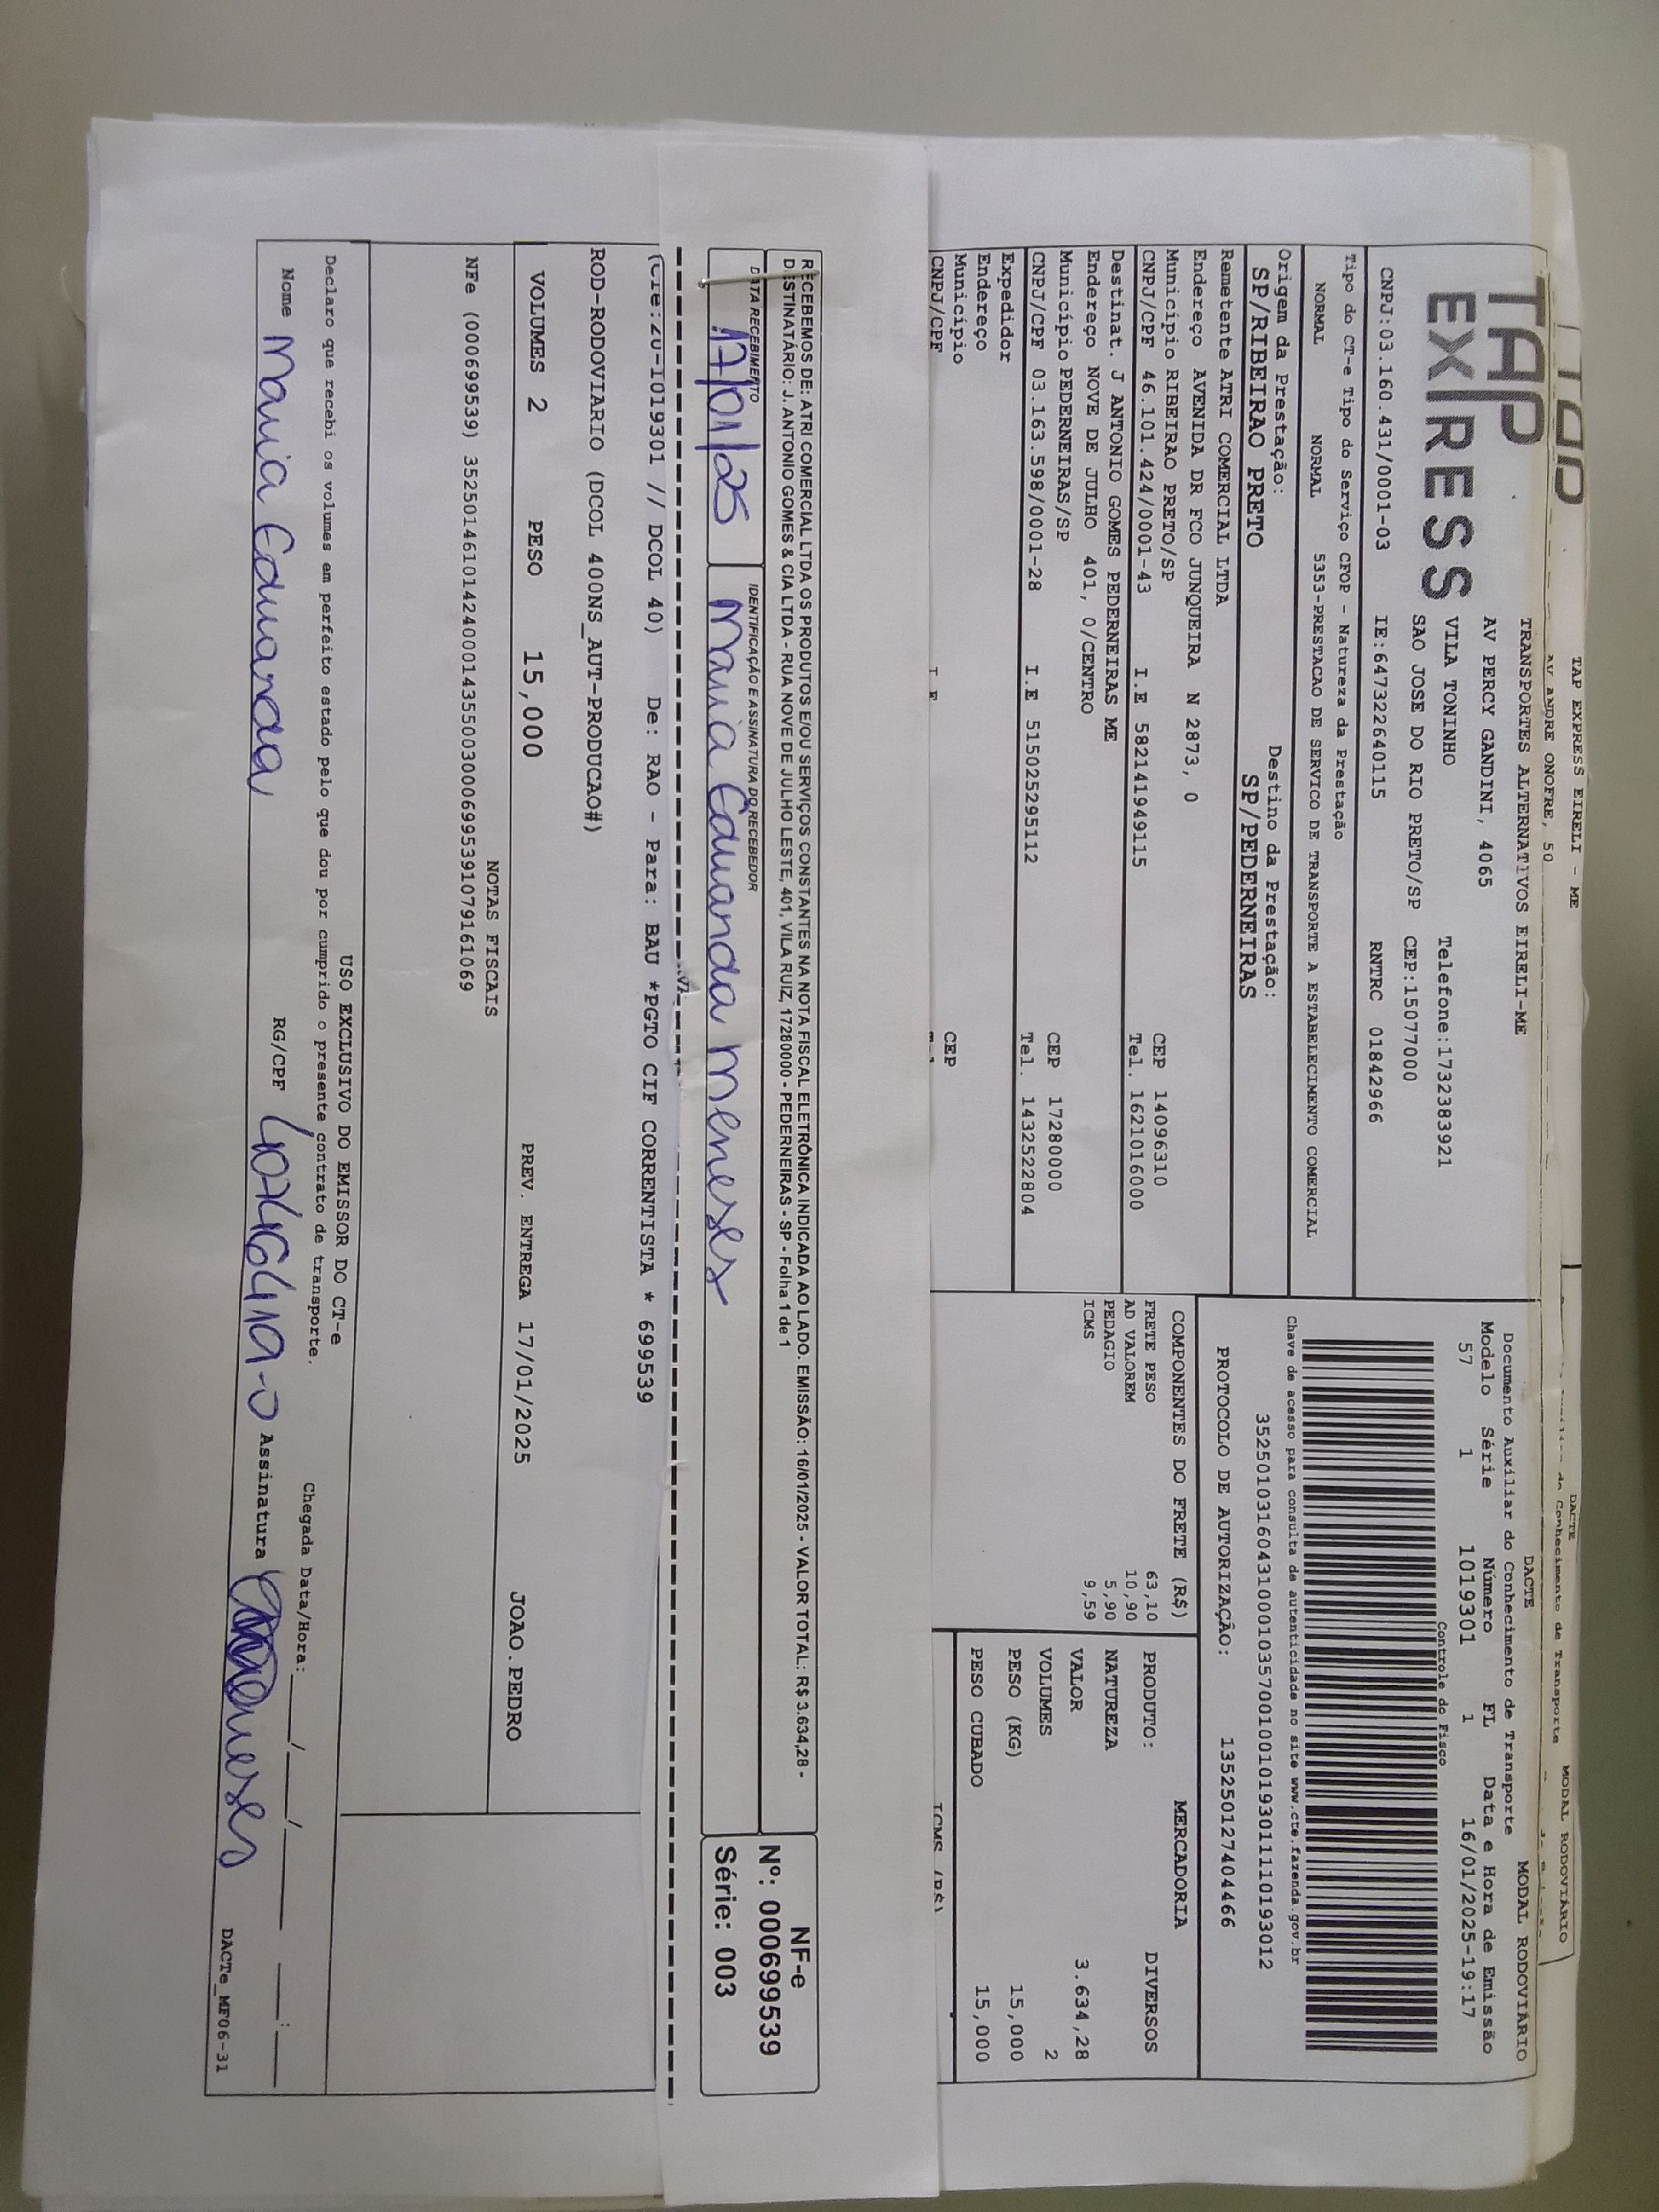 TAP EXPRESS EIRELI - ME
AV ANDRE ONOFRE, 50
DACTE
MODAL RODOVIÁRIO
TAP
EXPRESS
TRANSPORTES ALTERNATIVOS EIRELI-ME
AV PERCY GANDINI, 4065
VILA TONINHO Telefone:1732383921
SAO JOSE DO RIO PRETO/SP CEP:15077000
CNPJ:03.160.431/0001-03 IE:647322640115 RNTRC 01842966
DACTE MODAL RODOVIÁRIO
Documento Auxiliar do Conhecimento de Transporte
Modelo Série Número FL Data e Hora de Emissão
57 1 1019301 1 16/01/2025-19:17
Controle do Fisco
Tipo do CT-e Tipo do Serviço CFOP - Natureza da Prestação
NORMAL NORMAL 5353-PRESTACAO DE SERVICO DE TRANSPORTE A ESTABELECIMENTO COMERCIAL
Chave de acesso para consulta de autenticidade no site www.cte.fazenda.gov.br
35250103160431000103570010010193011110193012
PROTOCOLO DE AUTORIZAÇÃO: 135250127404466
Origem da Prestação: Destino da Prestação:
SP/RIBEIRAO PRETO SP/PEDERNEIRAS
Remetente ATRI COMERCIAL LTDA
Endereço AVENIDA DR FCO JUNQUEIRA N 2873, 0
Município RIBEIRAO PRETO/SP CEP 14096310
CNPJ/CPF 46.101.424/0001-43 I.E 582141949115 Tel. 1621016000
Destinat. J ANTONIO GOMES PEDERNEIRAS ME
Endereço NOVE DE JULHO 401, 0/CENTRO
Município PEDERNEIRAS/SP CEP 17280000
CNPJ/CPF 03.163.598/0001-28 I.E 515025295112 Tel. 1432522804
Expedidor
Endereço
Município CEP
CNPJ/CPF
COMPONENTES DO FRETE (R$)
FRETE PESO 63,10
AD VALOREM 10,90
PEDAGIO 5,90
ICMS 9,59
MERCADORIA
PRODUTO: DIVERSOS
NATUREZA
VALOR 3.634,28
VOLUMES 2
PESO (KG) 15,000
PESO CUBADO 15,000
ICMS (R$)
RECEBEMOS DE: ATRI COMERCIAL LTDA OS PRODUTOS E/OU SERVIÇOS CONSTANTES NA NOTA FISCAL ELETRÔNICA INDICADA AO LADO. EMISSÃO: 16/01/2025 - VALOR TOTAL: R$ 3.634,28 -
DESTINATÁRIO: J. ANTONIO GOMES & CIA LTDA - RUA NOVE DE JULHO LESTE, 401, VILA RUIZ, 17280000 - PEDERNEIRAS - SP - Folha 1 de 1
DATA RECEBIMENTO IDENTIFICAÇÃO E ASSINATURA DO RECEBEDOR
17/01/25 Maria Eduarda Meneses
NF-e
Nº: 000699539
Série: 003
(CTe:20-1019301 // DCOL 40) De: RAO - Para: BAU *PGTO CIF CORRENTISTA * 699539
ROD-RODOVIARIO (DCOL 400NS_AUT-PRODUCAO#)
VOLUMES 2 PESO 15,000 PREV. ENTREGA 17/01/2025 JOAO.PEDRO
NOTAS FISCAIS
NFe (000699539) 35250146101424000143550030006995391079161069
USO EXCLUSIVO DO EMISSOR DO CT-e
Declaro que recebi os volumes em perfeito estado pelo que dou por cumprido o presente contrato de transporte.
Chegada Data/Hora:____/____/____ ____:____
Nome Maria Eduarda RG/CPF Assinatura
DACTe_MF06-31